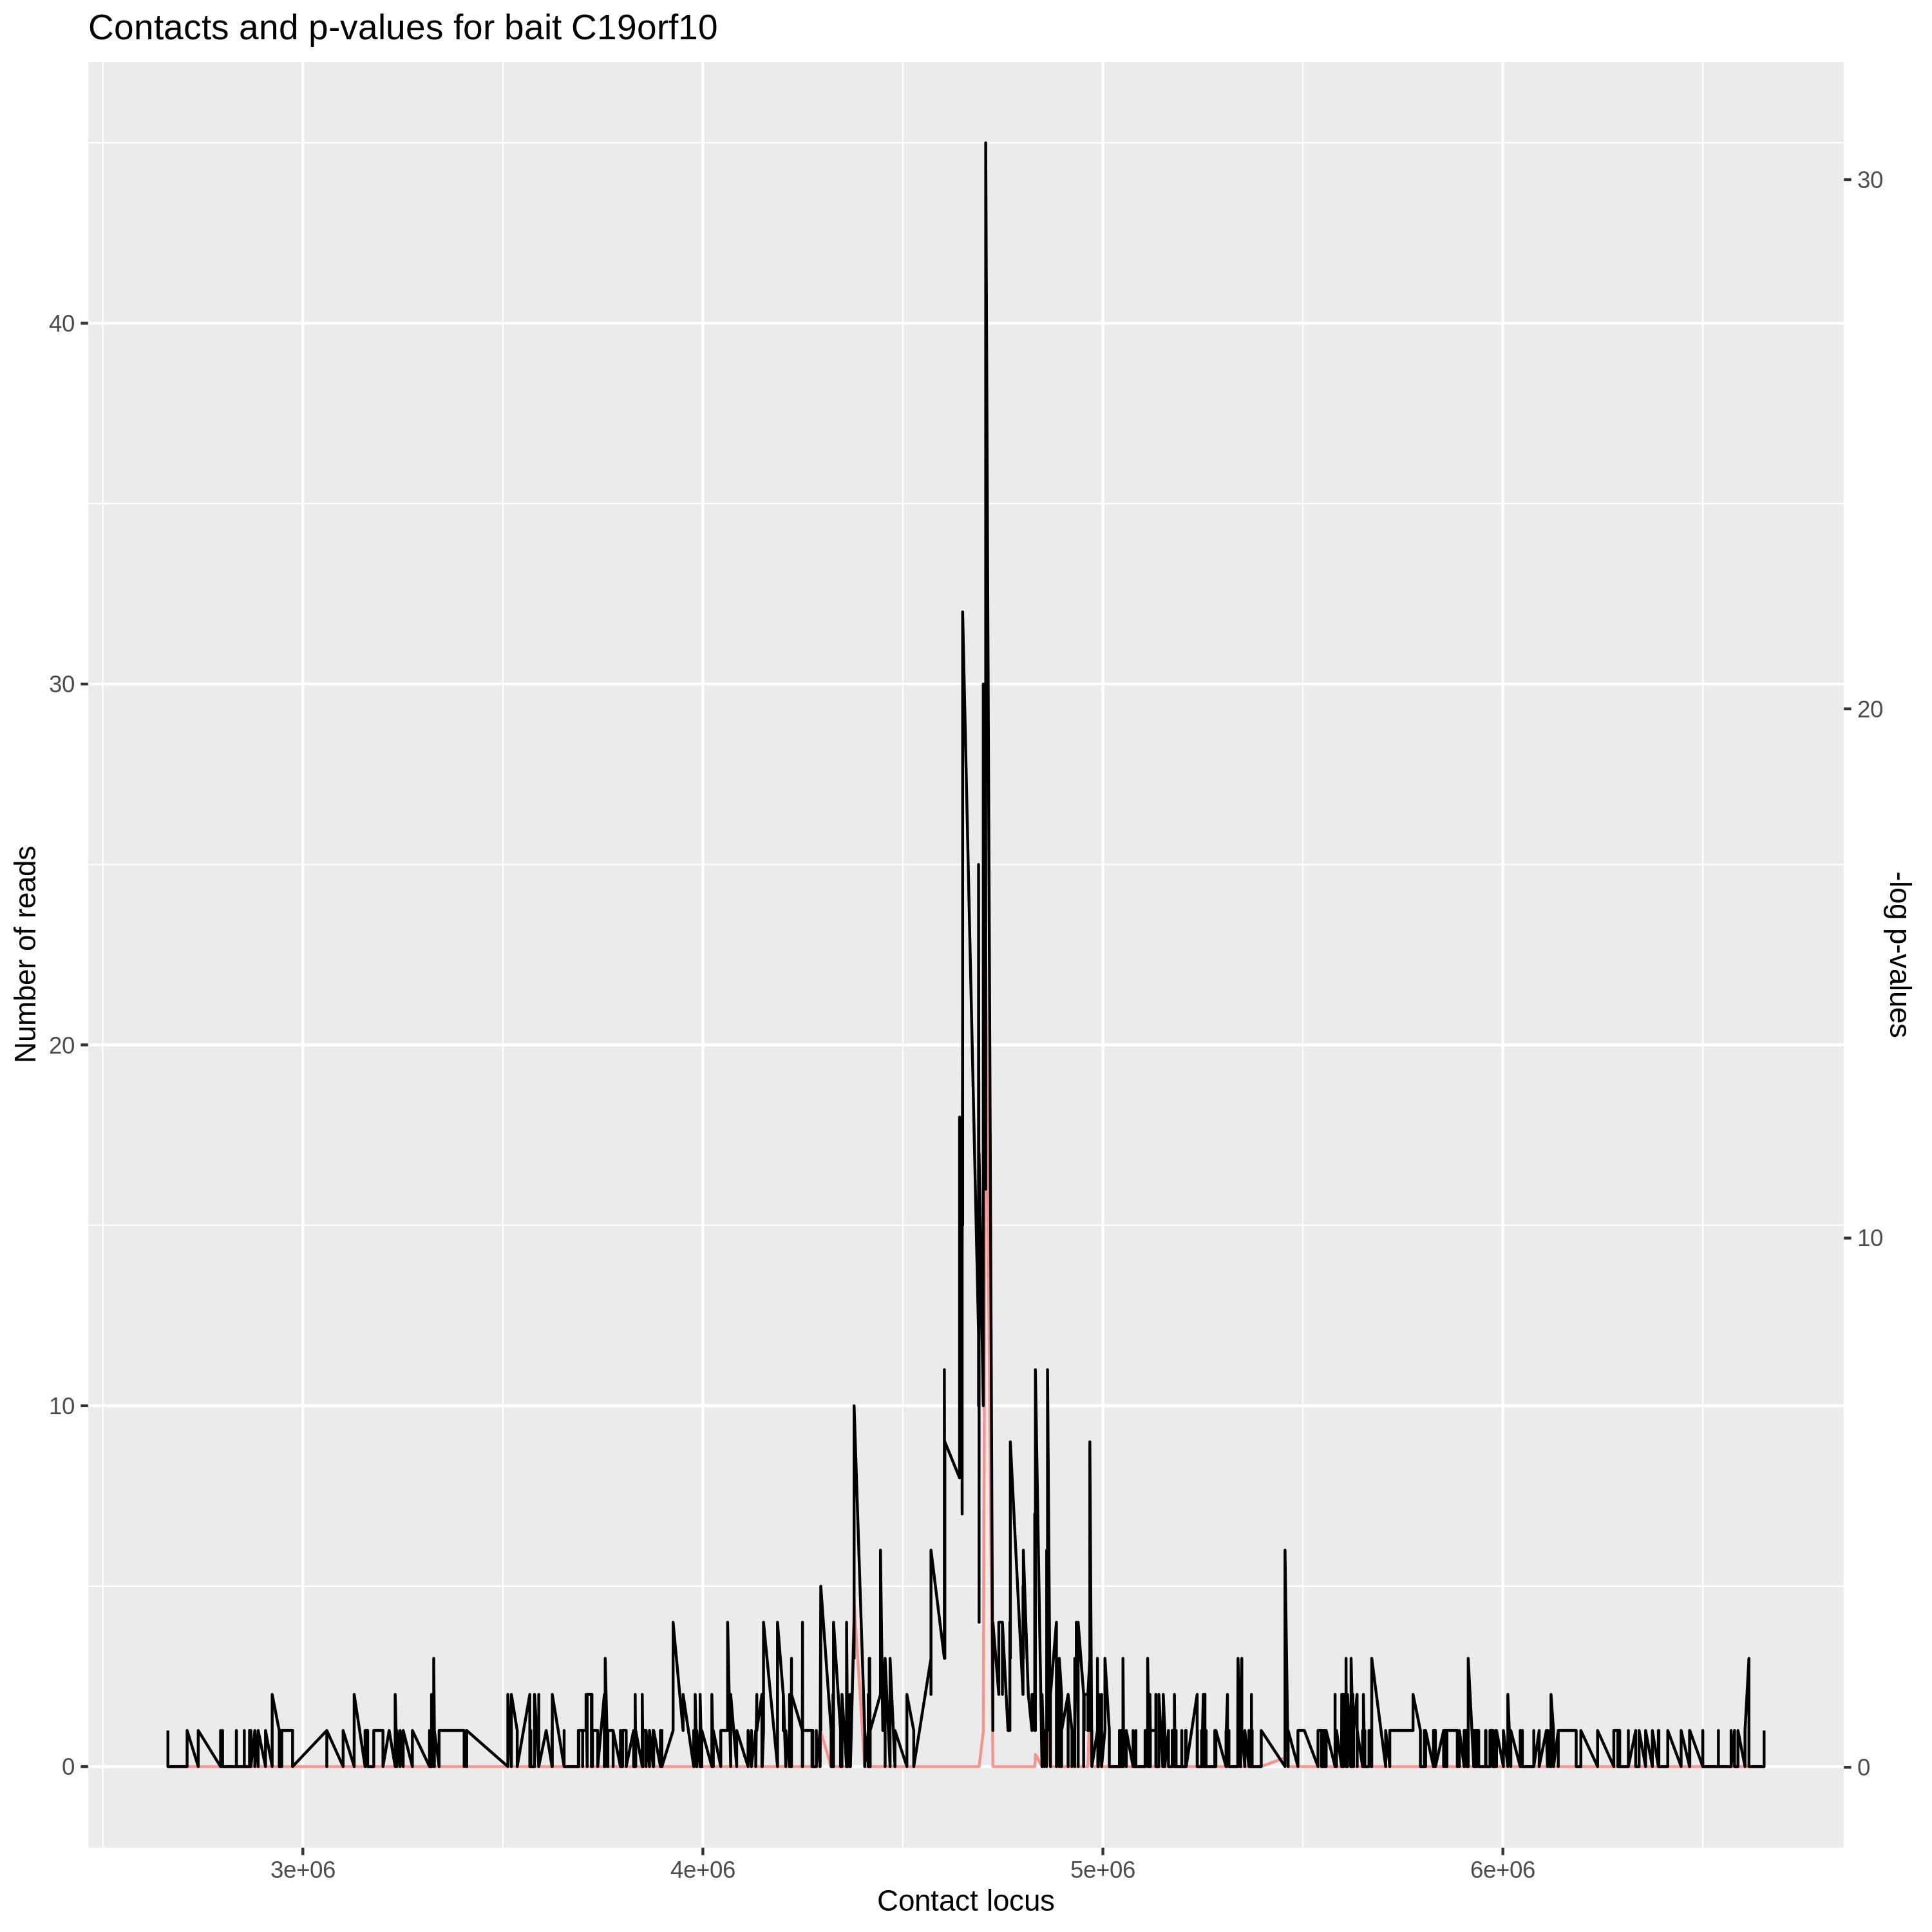 Contacts and p-values for bait C19orf10
40
30
20
10
0
Number of reads
30
20
10
0
-log p-values
3e+06 4e+06 5e+06 6e+06
Contact locus